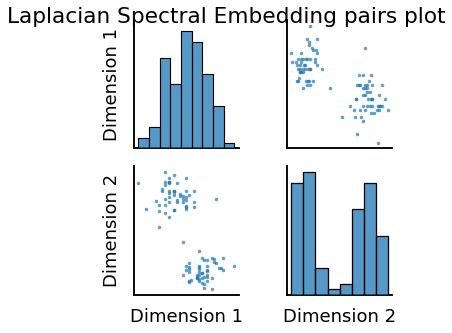 Laplacian Spectral Embedding pairs plot
Dimension 1
Dimension 2
Dimension 1
Dimension 2